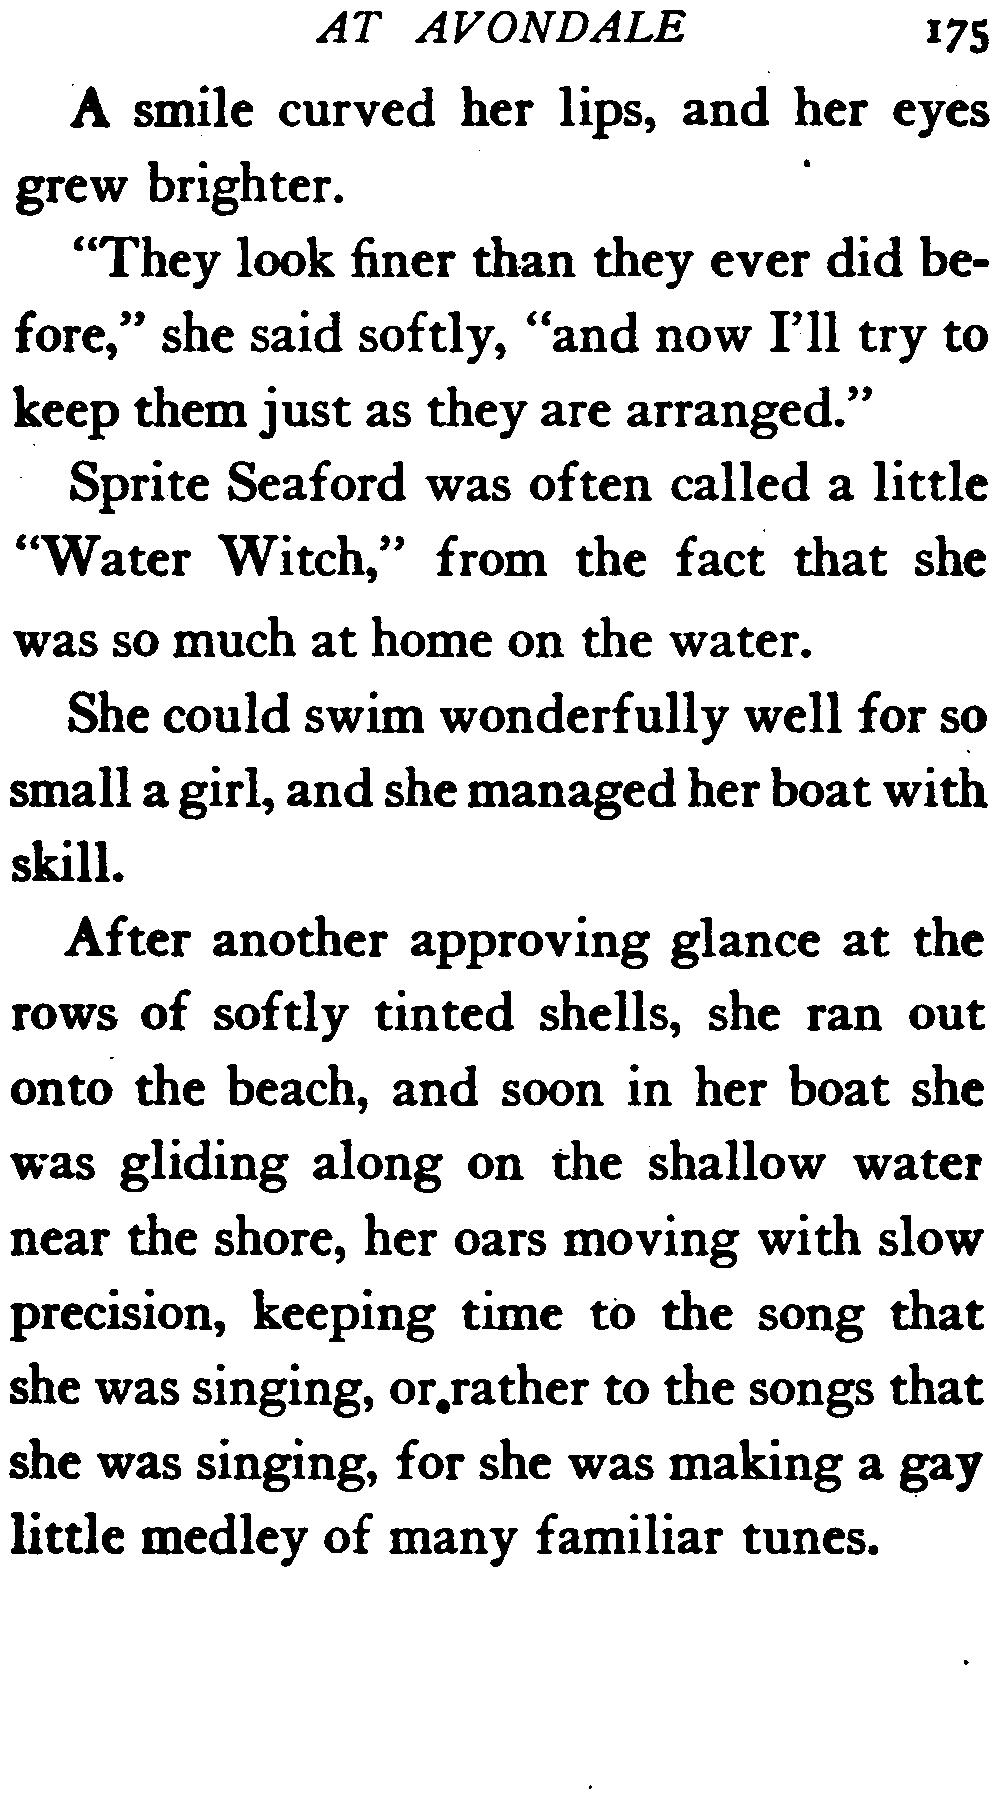 AT AVONDALE 175
A smile curved her lips, and her eyes
grew brighter.
“They look finer than they ever did be-
fore,” she said softly, “and now I’ll try to
keep them just as they are arranged.”
Sprite Seaford was often called a little
“Water Witch,” from the fact that she
was so much at home on the water.
She could swim wonderfully well for so
small a girl, and she managed her boat with
skill.
After another approving glance at the
rows of softly tinted shells, she ran out
onto the beach, and soon in her boat she
was gliding along on the shallow water
near the shore, her oars moving with slow
precision, keeping time to the song that
she was singing, or rather to the songs that
she was singing, for she was making a gay
little medley of many familiar tunes.